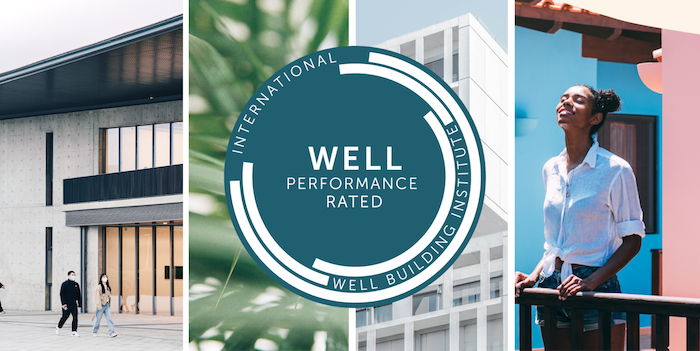 INTERNATIONAL
WELL
PERFORMANCE
RATED
WELL BUILDING INSTITUTE